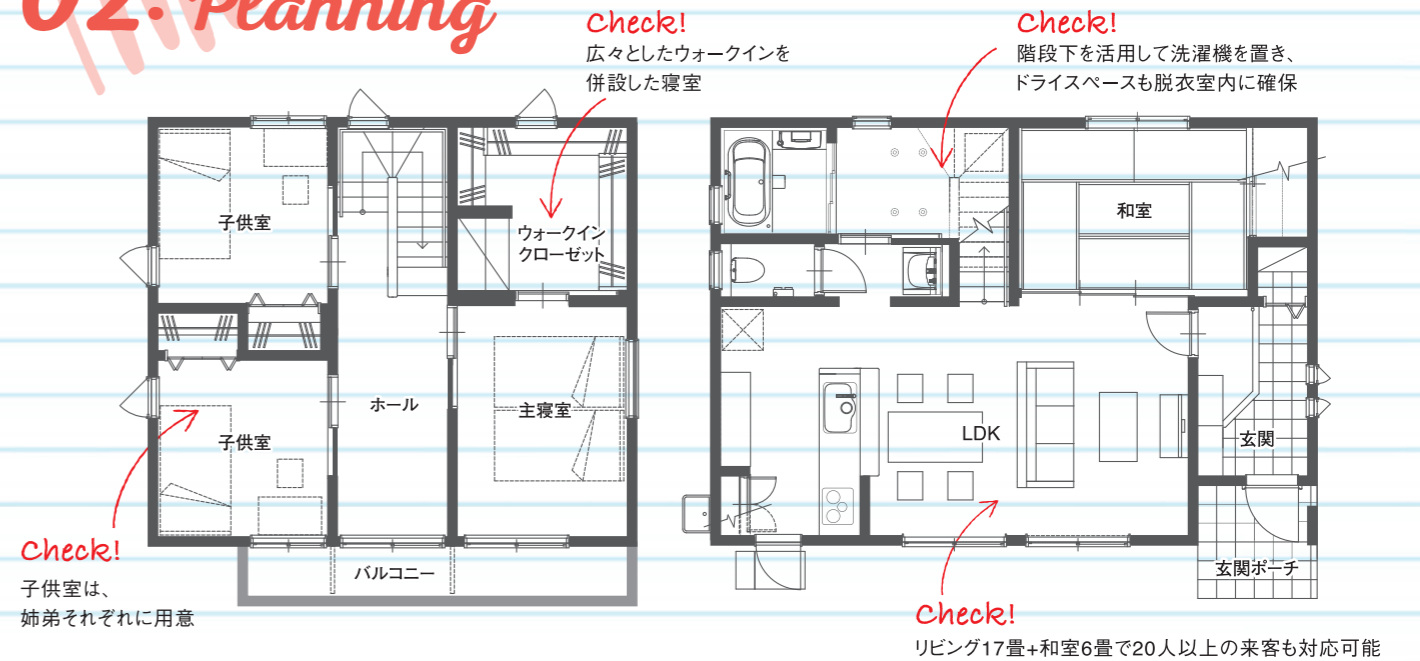 02. Planning
Check!
広々としたウォークインを
併設した寝室
Check!
階段下を活用して洗濯機を置き、
ドライスペースも脱衣室内に確保
子供室
ウォークイン
クローゼット
和室
子供室
ホール
主寝室
LDK
玄関
バルコニー
玄関ポーチ
Check!
子供室は、
姉弟それぞれに用意
Check!
リビング17畳+和室6畳で20人以上の来客も対応可能